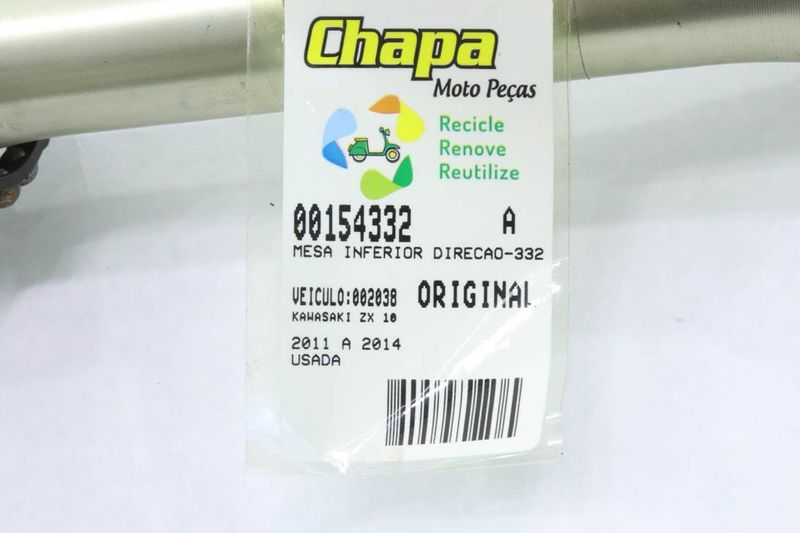 Chapa
Moto Peças
Recicle
Renove
Reutilize
00154332 A
MESA INFERIOR DIRECAO-332
VEICULO:002038 ORIGINAL
KAWASAKI ZX 10
2011 A 2014
USADA